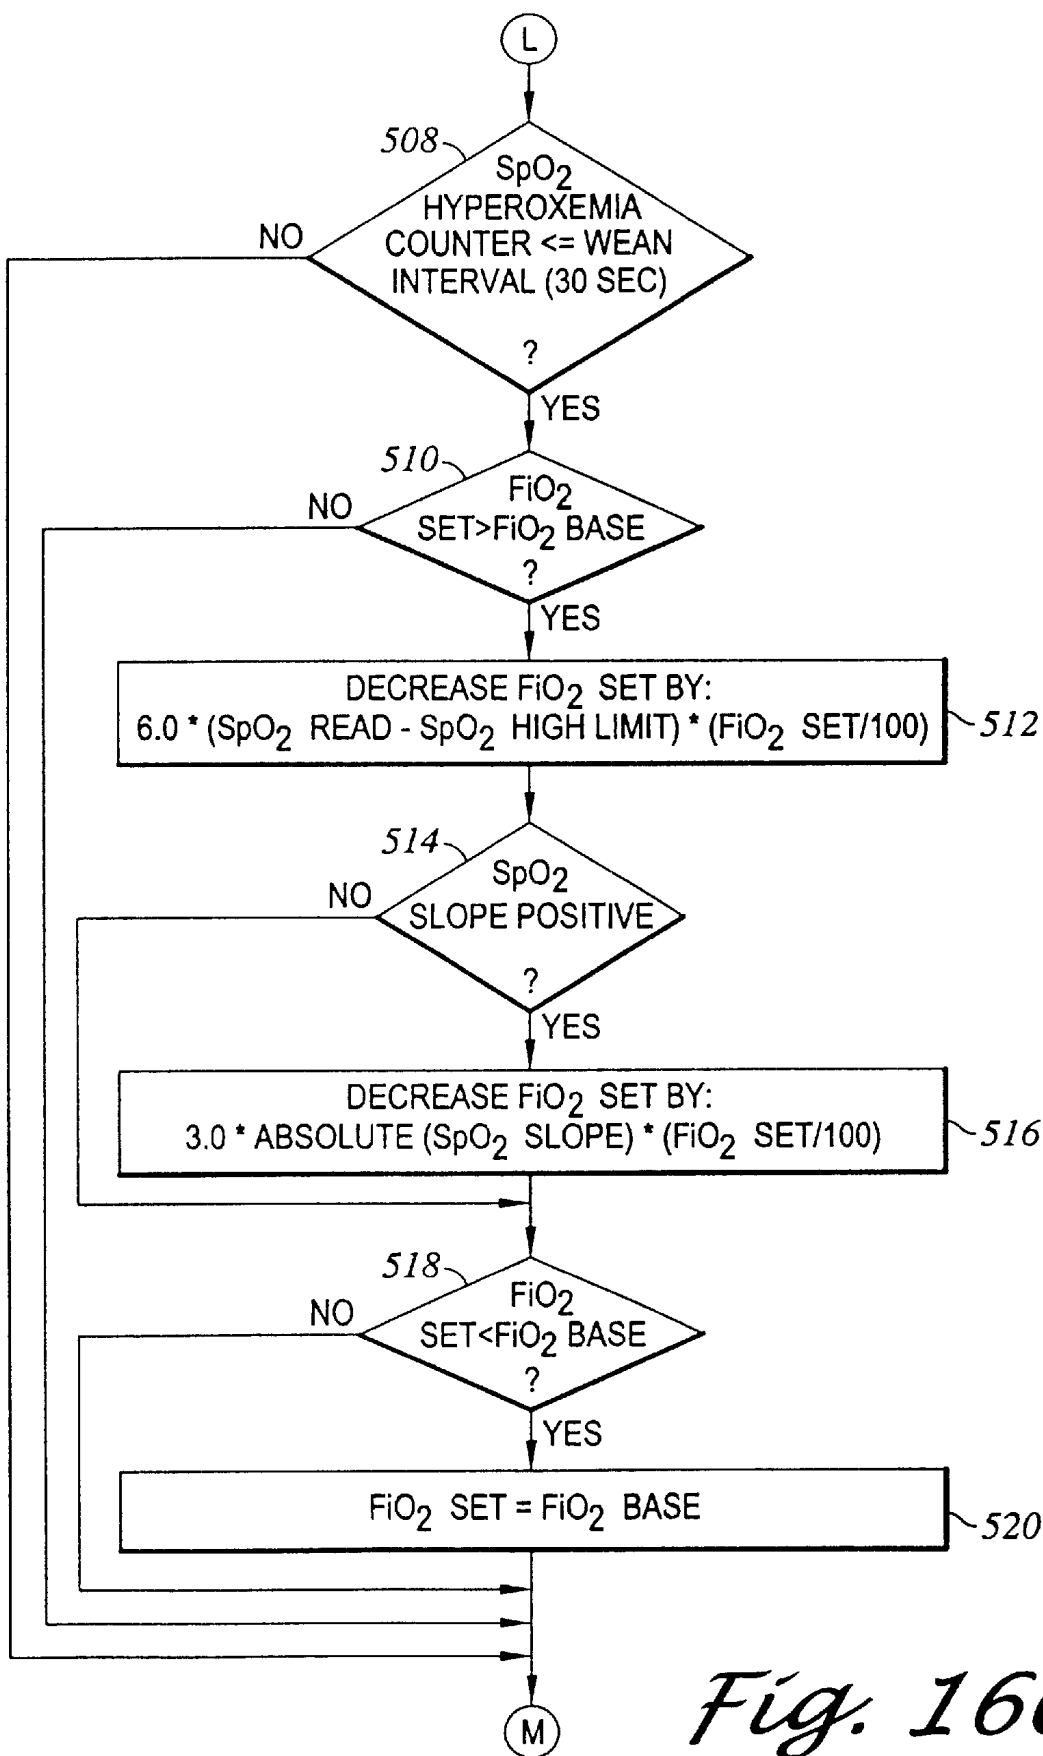 L
508
SpO2
HYPEROXEMIA
NO
COUNTER <= WEAN
INTERVAL (30 SEC)
?
YES
510
FiO2
NO
SET>FiO2 BASE
?
YES
DECREASE FiO2 SET BY:
6.0 * (SpO2 READ - SpO2 HIGH LIMIT) * (FiO2 SET/100)
512
514
SpO2
NO
SLOPE POSITIVE
?
YES
DECREASE FiO2 SET BY:
3.0 * ABSOLUTE (SpO2 SLOPE) * (FiO2 SET/100)
516
518
FiO2
NO
SET<FiO2 BASE
?
YES
FiO2 SET = FiO2 BASE
520
M
Fig.